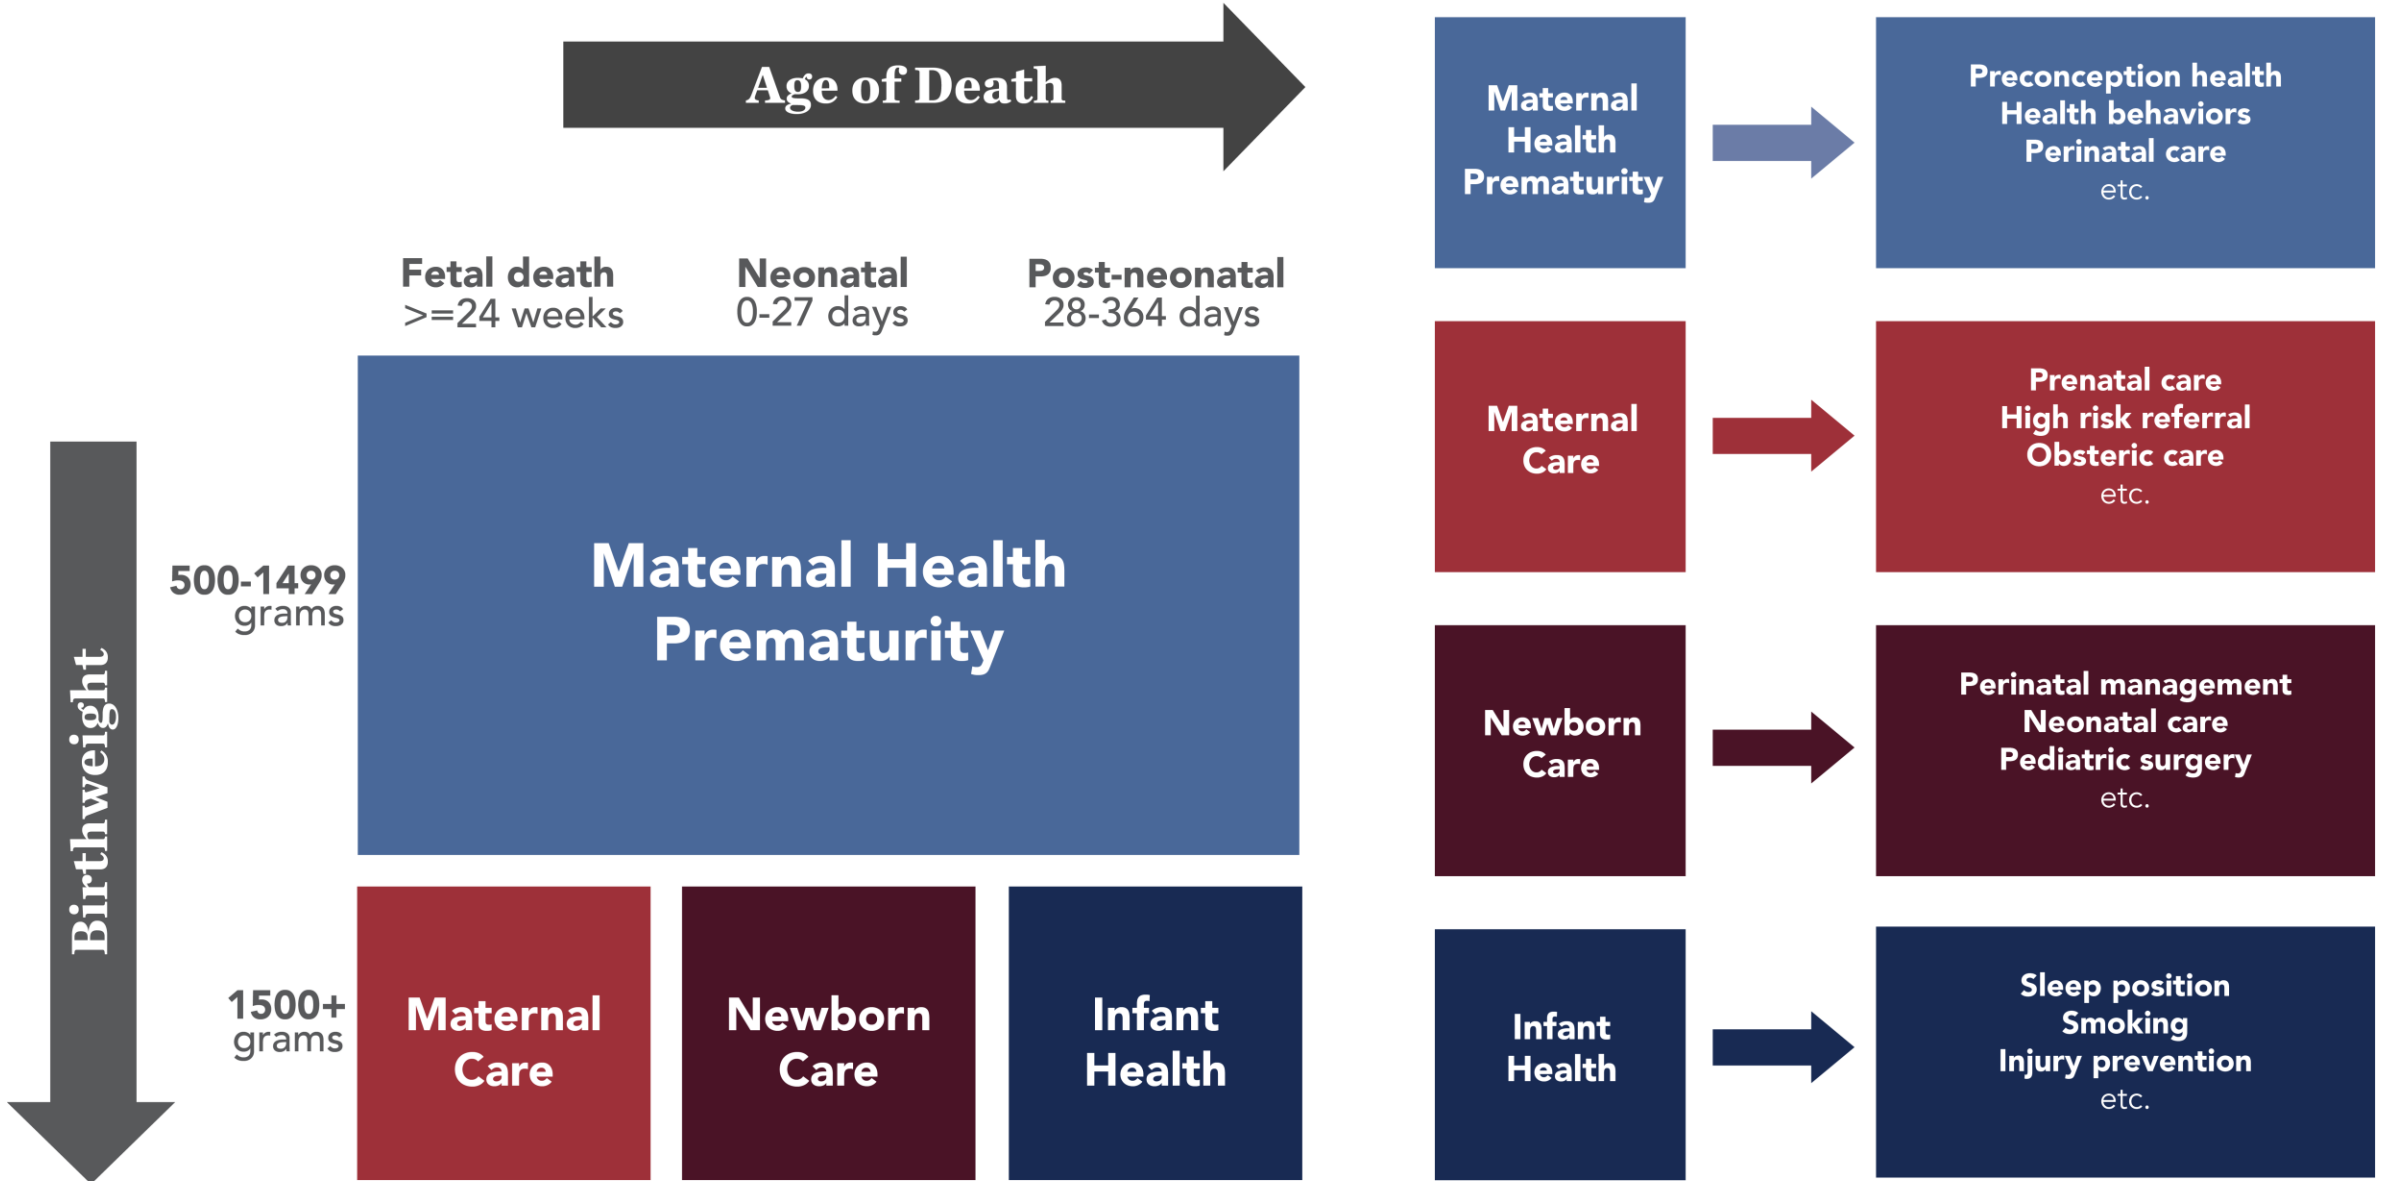 Age of Death
Fetal death
>=24 weeks
Neonatal
0-27 days
Post-neonatal
28-364 days
Birthweight
500-1499
grams
Maternal Health
Prematurity
1500+
grams
Maternal
Care
Newborn
Care
Infant
Health
Maternal
Health
Prematurity
Preconception health
Health behaviors
Perinatal care
etc.
Maternal
Care
Prenatal care
High risk referral
Obsteric care
etc.
Newborn
Care
Perinatal management
Neonatal care
Pediatric surgery
etc.
Infant
Health
Sleep position
Smoking
Injury prevention
etc.